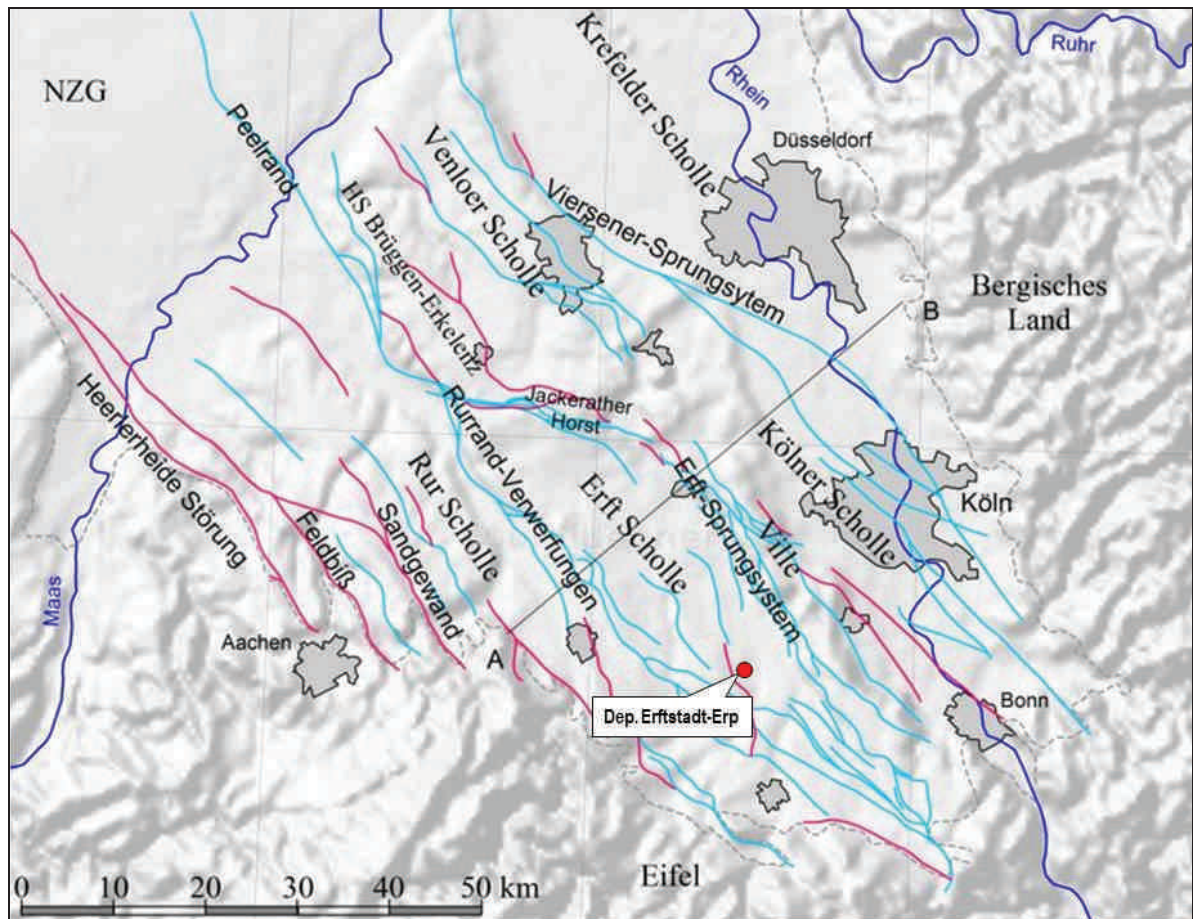 Krefelder Scholle
Ruhr
NZG
Rhein
Düsseldorf
Peelrand
Venloer Scholle
HS Brüggen-Erkelenz
Viersener-Sprungsytem
Bergisches
Land
B
Heerlerheide Störung
Jackerather
Horst
Rurrand-Verwerfungen
Rur Scholle
Erft Scholle
Erft-Sprungsystem
Kölner Scholle
Köln
Ville
Feldbiß
Sandgewand
Maas
Aachen
A
Dep. Erftstadt-Erp
Bonn
Eifel
0 10 20 30 40 50 km